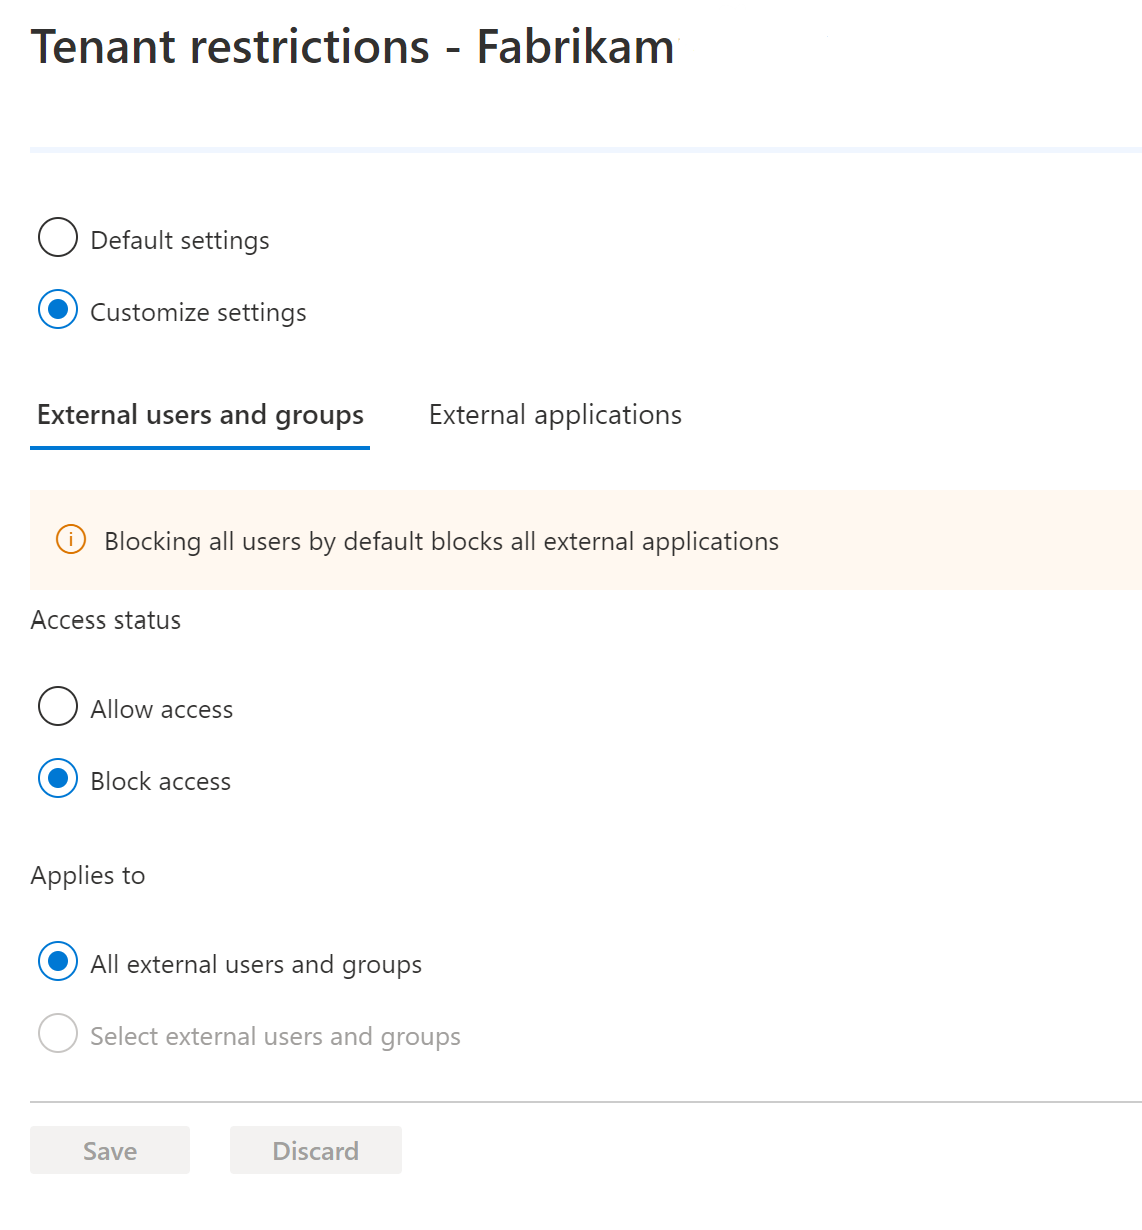 Tenant restrictions - Fabrikam
Default settings
Customize settings
External users and groups
External applications
Blocking all users by default blocks all external applications
Access status
Allow access
Block access
Applies to
All external users and groups
Select external users and groups
Save
Discard